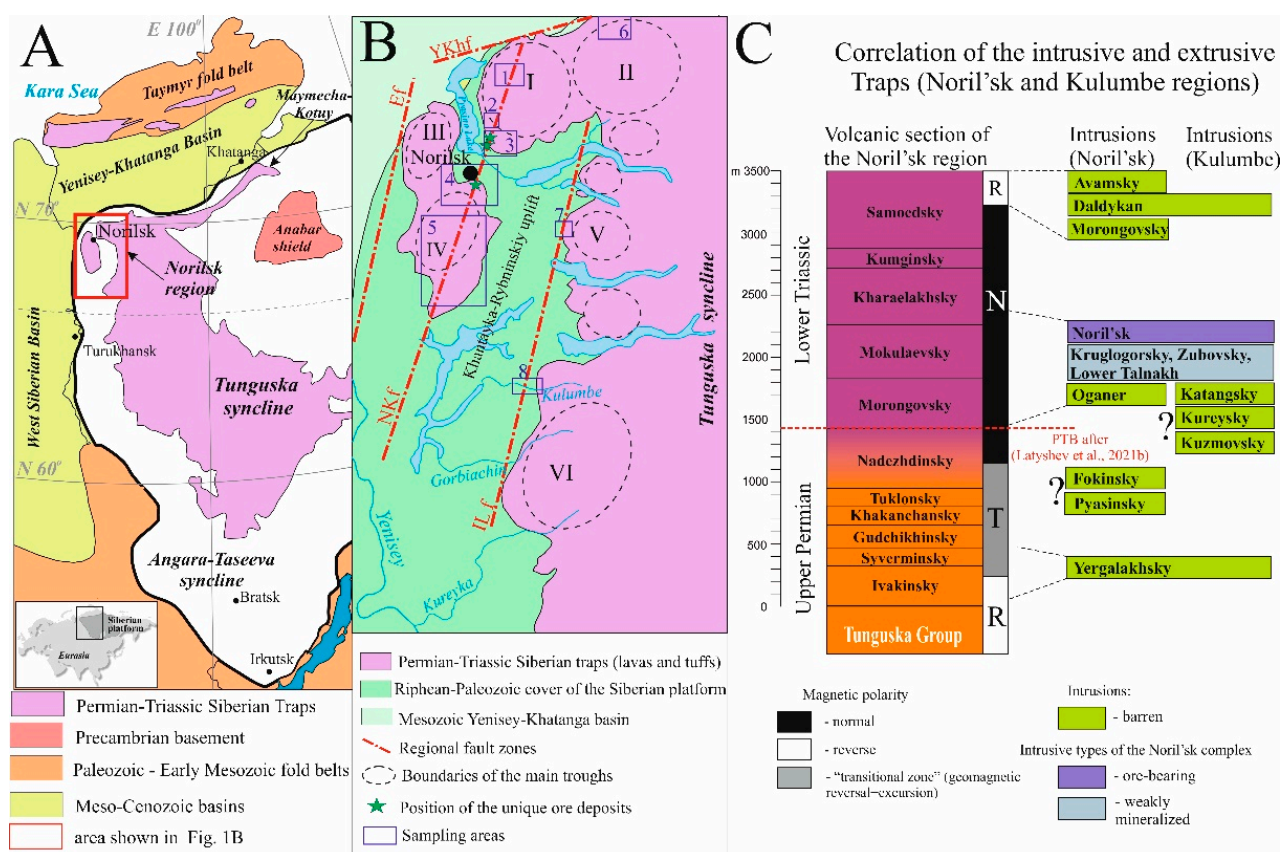 A
E 100°
Kara Sea
Taymyr fold belt
Maymecha-
Kotuy
Yenisey-Khatanga Basin
Khatanga
N 70°
Norilsk
Anabar
shield
Norilsk
region
West Siberian Basin
Turukhansk
Tunguska
syncline
N 60°
Angara-Taseeva
syncline
Bratsk
Siberian
platform
Eurasia
Irkutsk
Permian-Triassic Siberian Traps
Precambrian basement
Paleozoic - Early Mesozoic fold belts
Meso-Cenozoic basins
area shown in Fig. 1B
B
YKhf
6
1
I
II
Ef
2
III
3
Norilsk
4
5
IV
7
V
Khantayka-Rybninskiy uplift
Tunguska syncline
8
Kulumbe
NKf
VI
Gorbiachin
ILf
Yenisey
Kureyka
Permian-Triassic Siberian traps (lavas and tuffs)
Riphean-Paleozoic cover of the Siberian platform
Mesozoic Yenisey-Khatanga basin
Regional fault zones
Boundaries of the main troughs
Position of the unique ore deposits
Sampling areas
C
Correlation of the intrusive and extrusive
Traps (Noril'sk and Kulumbe regions)
Volcanic section of
the Noril'sk region
Intrusions
(Noril'sk)
Intrusions
(Kulumbe)
m 3500
3000
2500
2000
1500
1000
500
0
Lower Triassic
Upper Permian
Samoedsky
Kumginsky
Kharaelakhsky
Mokulaevsky
Morongovsky
Nadezhdinsky
Tuklonsky
Khakanchansky
Gudchikhinsky
Syverminsky
Ivakinsky
Tunguska Group
R
N
T
R
Avamsky
Daldykan
Morongovsky
Noril'sk
Kruglogorsky, Zubovsky,
Lower Talnakh
Oganer
Katangsky
?
Kureysky
Kuzmovsky
PTB after
(Latyshev et al., 2021b)
?
Fokinsky
Pyasinsky
Yergalakhsky
Magnetic polarity
- normal
- reverse
- "transitional zone" (geomagnetic
reversal-excursion)
Intrusions:
- barren
Intrusive types of the Noril'sk complex
- ore-bearing
- weakly
mineralized